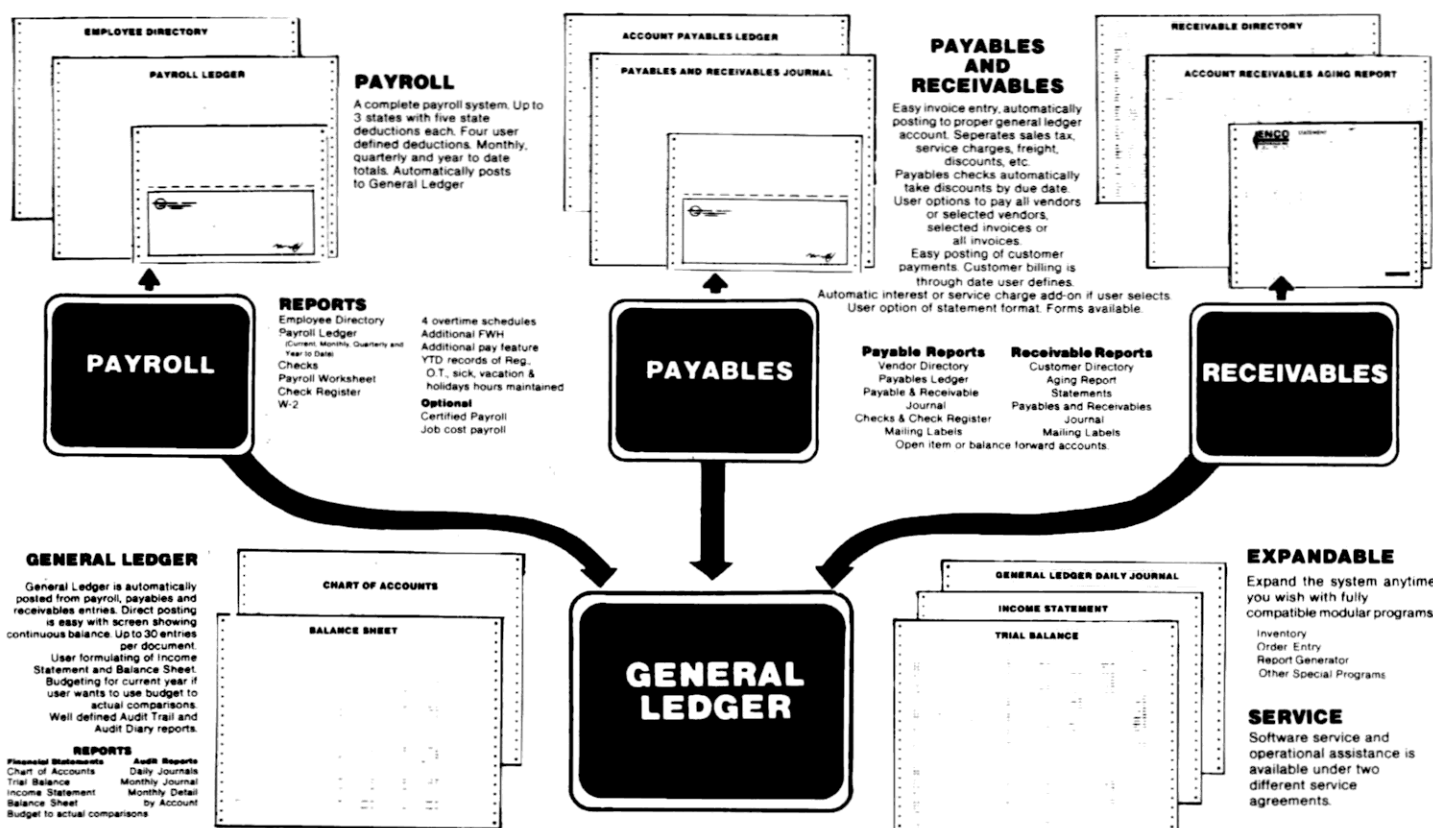 EMPLOYEE DIRECTORY
PAYROLL LEDGER
PAYROLL
A complete payroll system. Up to
3 states with five state
deductions each. Four user
defined deductions. Monthly,
quarterly and year to date
totals. Automatically posts
to General Ledger
ACCOUNT PAYABLES LEDGER
PAYABLES AND RECEIVABLES JOURNAL
PAYABLES
AND
RECEIVABLES
Easy invoice entry, automatically
posting to proper general ledger
account. Seperates sales tax,
service charges, freight,
discounts, etc.
Payables checks automatically
take discounts by due date.
User options to pay all vendors
or selected vendors,
selected invoices or
all invoices.
Easy posting of customer
payments. Customer billing is
through date user defines.
Automatic interest or service charge add-on if user selects.
User option of statement format. Forms available.
RECEIVABLE DIRECTORY
ACCOUNT RECEIVABLES AGING REPORT
STATEMENT
PAYROLL
REPORTS
Employee Directory
Payroll Ledger
(Current, Monthly, Quarterly and
Year to Date)
Checks
Payroll Worksheet
Check Register
W-2
4 overtime schedules
Additional FWH
Additional pay feature
YTD records of Reg.,
O.T., sick, vacation &
holidays hours maintained
Optional
Certified Payroll
Job cost payroll
PAYABLES
Payable Reports
Vendor Directory
Payables Ledger
Payable & Receivable
Journal
Checks & Check Register
Mailing Labels
Receivable Reports
Customer Directory
Aging Report
Statements
Payables and Receivables
Journal
Mailing Labels
Open item or balance forward accounts.
RECEIVABLES
GENERAL LEDGER
General Ledger is automatically
posted from payroll, payables and
receivables entries. Direct posting
is easy with screen showing
continuous balance. Up to 30 entries
per document.
User formulating of Income
Statement and Balance Sheet.
Budgeting for current year if
user wants to use budget to
actual comparisons.
Well defined Audit Trail and
Audit Diary reports.
REPORTS
Financial Statements
Chart of Accounts
Trial Balance
Income Statement
Balance Sheet
Budget to actual comparisons
Audit Reports
Daily Journals
Monthly Journal
Monthly Detail
by Account
CHART OF ACCOUNTS
BALANCE SHEET
GENERAL
LEDGER
GENERAL LEDGER DAILY JOURNAL
INCOME STATEMENT
TRIAL BALANCE
EXPANDABLE
Expand the system anytime
you wish with fully
compatible modular programs
Inventory
Order Entry
Report Generator
Other Special Programs
SERVICE
Software service and
operational assistance is
available under two
different service
agreements.